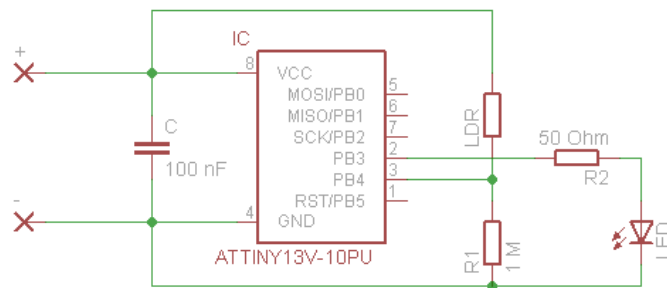 +
IC
8
VCC
MOSI/PB0
5
MISO/PB1
6
SCK/PB2
7
PB3
2
PB4
3
RST/PB5
1
4
GND
ATTINY13V-10PU
C
100 nF
-
LDR
50 Ohm
R2
R1
1 M
LED